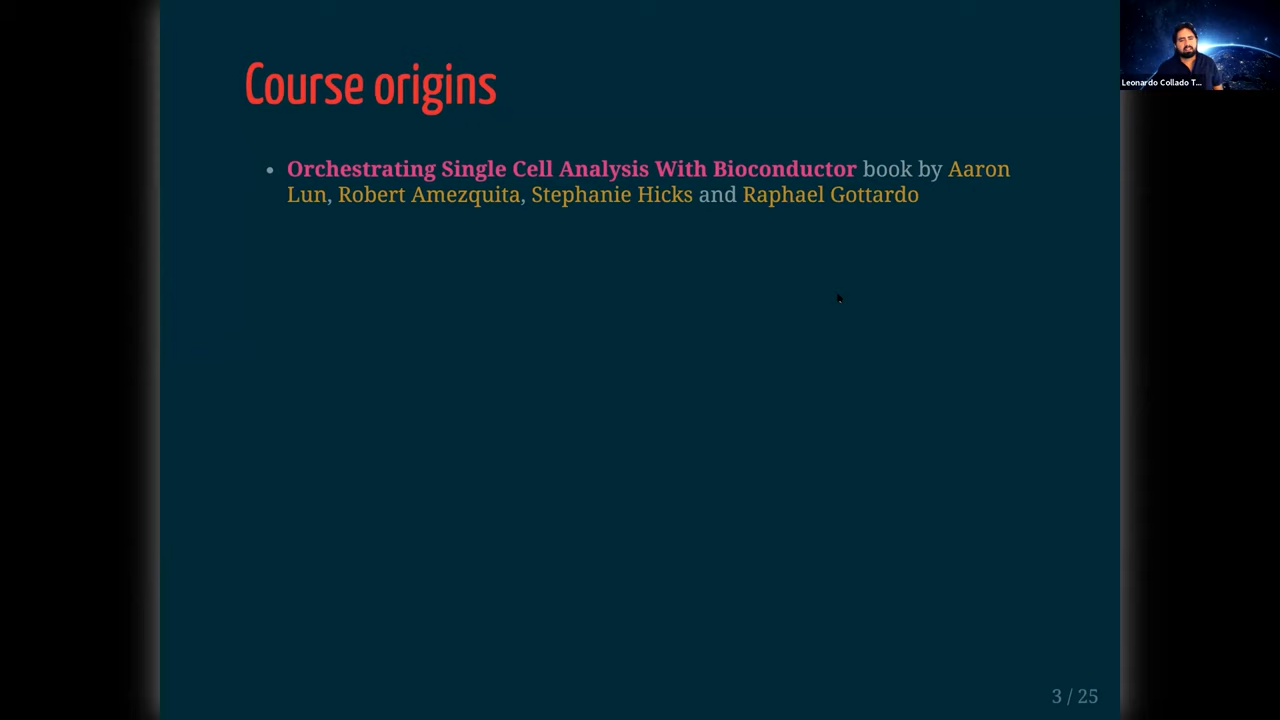 Course origins
• Orchestrating Single Cell Analysis With Bioconductor book by Aaron
Lun, Robert Amezquita, Stephanie Hicks and Raphael Gottardo
Leonardo Collado T...
3 / 25